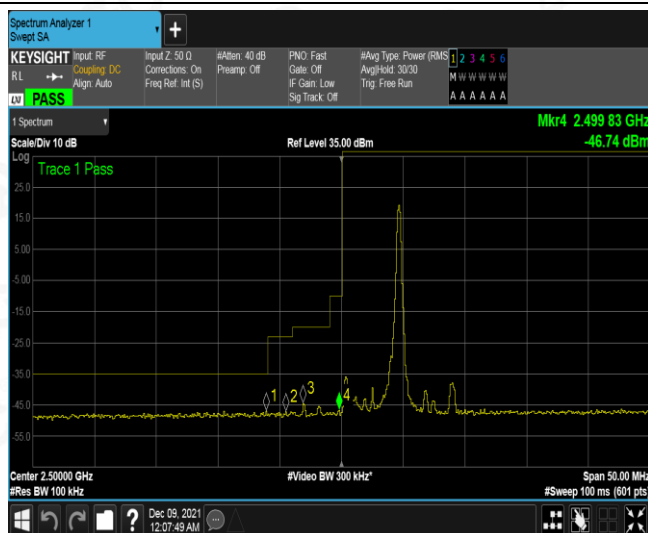 Spectrum Analyzer 1
Swept SA
+
KEYSIGHT
RL
LXI PASS
Input: RF
Coupling: DC
Align: Auto
Input Z: 50 Ω
Corrections: On
Freq Ref: Int (S)
#Atten: 40 dB
Preamp: Off
PNO: Fast
Gate: Off
IF Gain: Low
Sig Track: Off
#Avg Type: Power (RMS
Avg|Hold: 30/30
Trig: Free Run
1 2 3 4 5 6
M W W W W W
A A A A A A
1 Spectrum
Scale/Div 10 dB
Ref Level 35.00 dBm
Mkr4 2.499 83 GHz
-46.74 dBm
Log
Trace 1 Pass
25.0
15.0
5.00
-5.00
-15.0
-25.0
-35.0
-45.0
-55.0
1
2
3
4
Center 2.50000 GHz
#Video BW 300 kHz*
Span 50.00 MHz
#Res BW 100 kHz
#Sweep 100 ms (601 pts)
?
Dec 09, 2021
12:07:49 AM